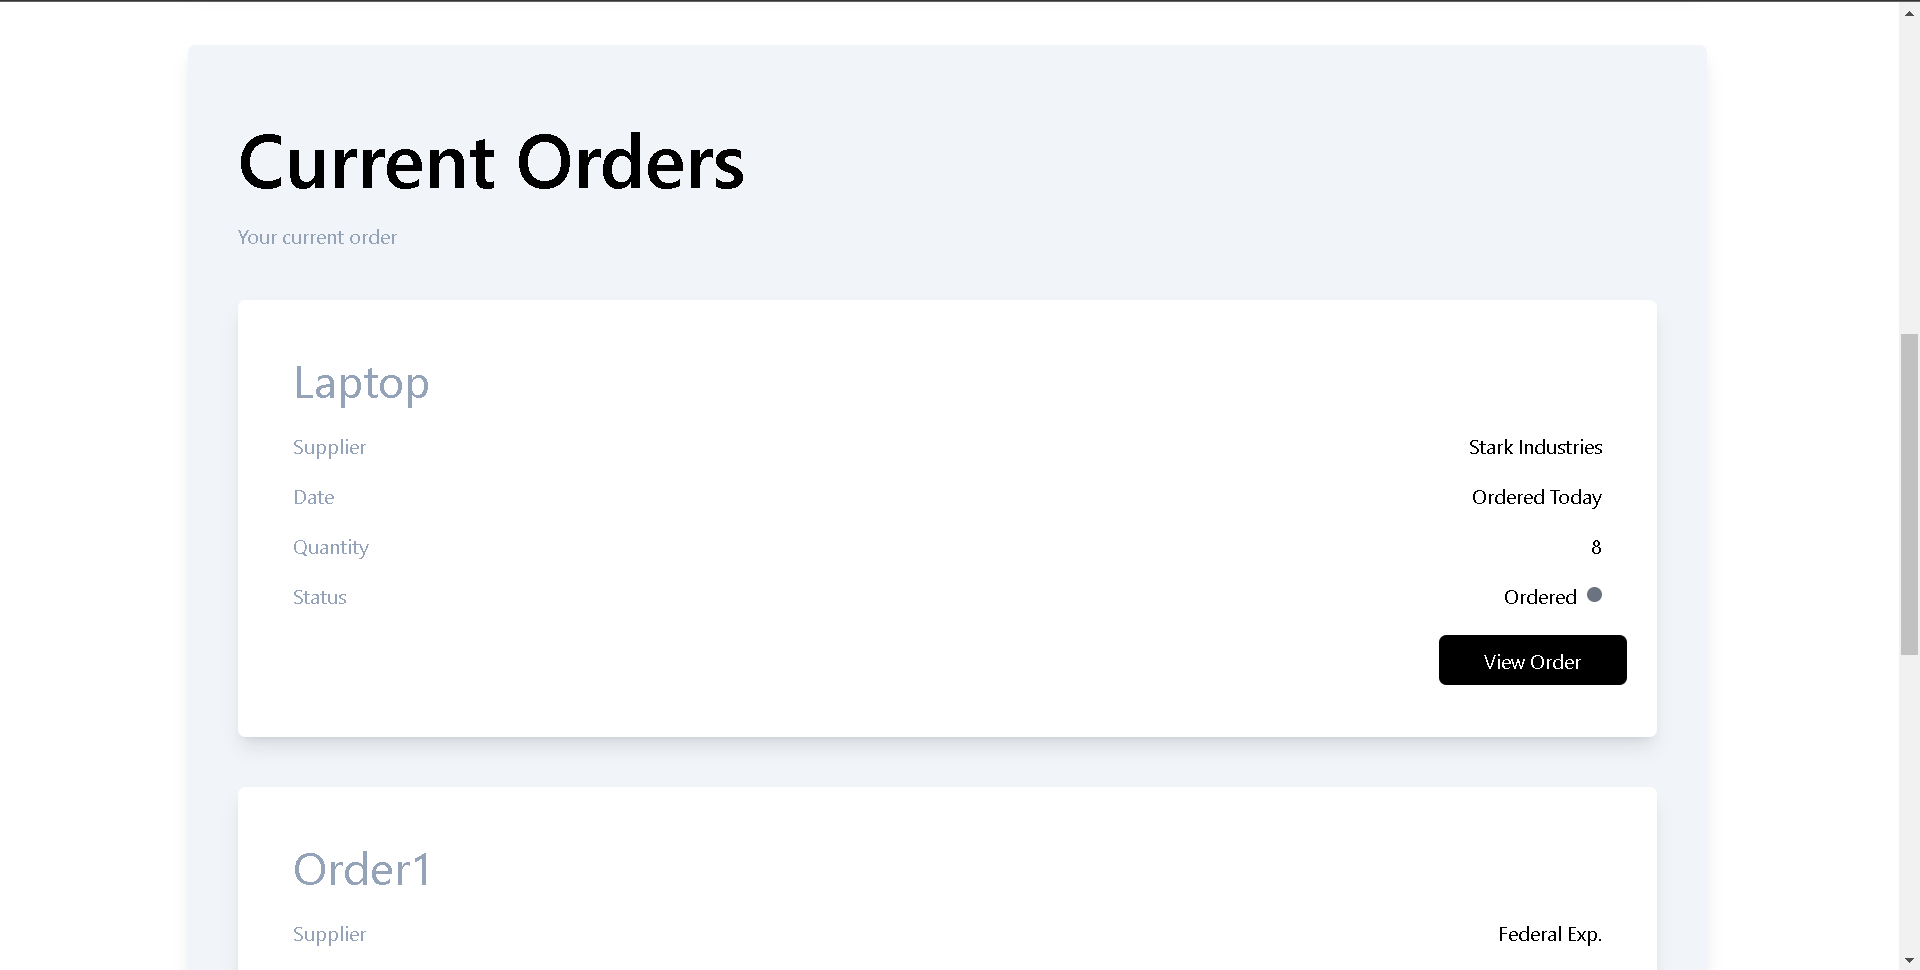 Current Orders
Your current order
Laptop
Supplier Stark Industries
Date Ordered Today
Quantity 8
Status Ordered
View Order
Order1
Supplier Federal Exp.